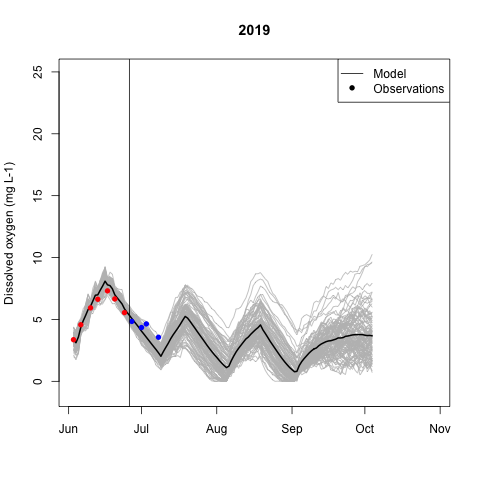 2019
Model
Observations
Dissolved oxygen (mg L-1)
25
20
15
10
5
0
Jun Jul Aug Sep Oct Nov